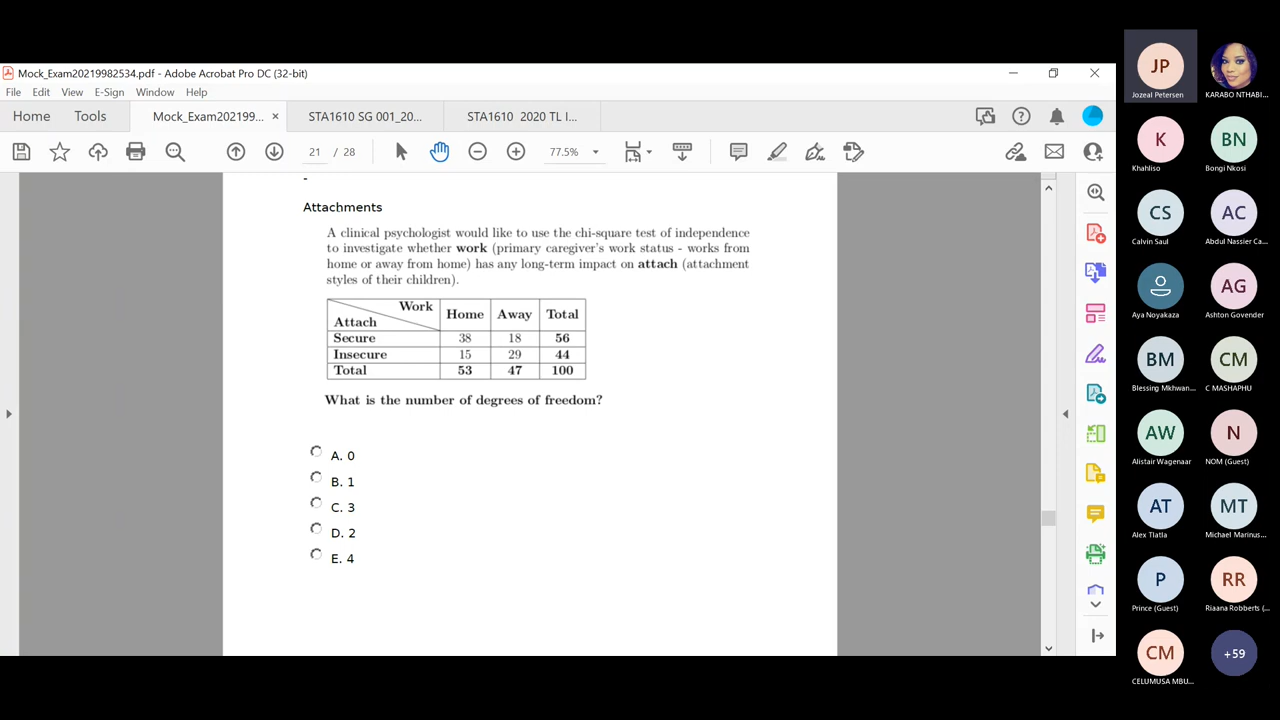 Mock_Exam20219982534.pdf - Adobe Acrobat Pro DC (32-bit)
File Edit View E-Sign Window Help
Home Tools Mock_Exam202199... × STA1610 SG 001_20... STA1610 2020 TL I...
21 / 28 77.5%
Attachments
A clinical psychologist would like to use the chi-square test of independence
to investigate whether work (primary caregiver's work status - works from
home or away from home) has any long-term impact on attach (attachment
styles of their children).
Work
Attach
Home Away Total
Secure 38 18 56
Insecure 15 29 44
Total 53 47 100
What is the number of degrees of freedom?
A. 0
B. 1
C. 3
D. 2
E. 4
JP
Jozeal Petersen
KARABO NTHABI...
K
Khahliso
BN
Bongi Nkosi
CS
Calvin Saul
AC
Abdul Nassier Ca...
Aya Noyakaza
AG
Ashton Govender
BM
Blessing Mkhwan...
CM
C MASHAPHU
AW
Alistair Wagenaar
N
NOM (Guest)
AT
Alex Tlatla
MT
Michael Marinus...
P
Prince (Guest)
RR
Riaana Robberts (...
CM
CELUMUSA MBU...
+59